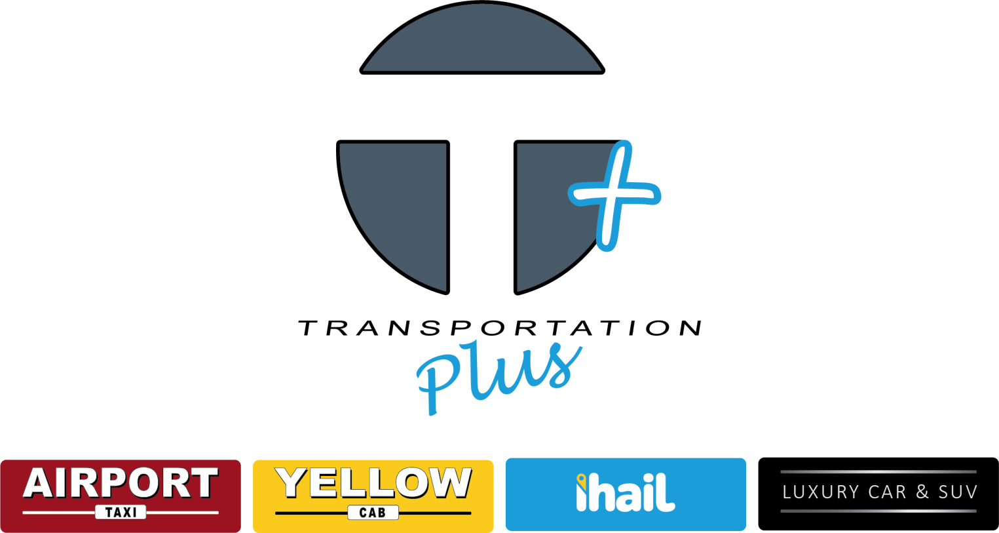 T+
TRANSPORTATION
plus
AIRPORT
TAXI
YELLOW
CAB
ihail
LUXURY CAR & SUV